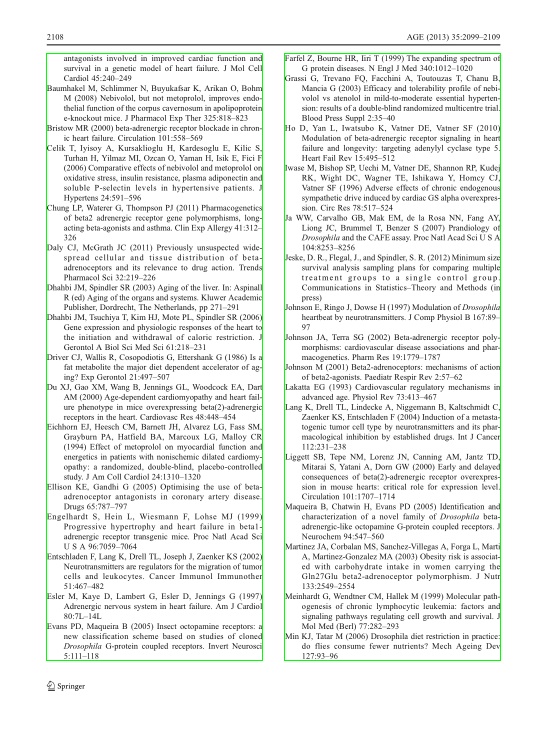 2108
AGE (2013) 35:2099–2109
antagonists involved in improved cardiac function and
survival in a genetic model of heart failure. J Mol Cell
Cardiol 45:240–249
Baumhakel M, Schlimmer N, Buyukafsar K, Arikan O, Bohm
M (2008) Nebivolol, but not metoprolol, improves endo-
thelial function of the corpus cavernosum in apolipoprotein
e-knockout mice. J Pharmacol Exp Ther 325:818–823
Bristow MR (2000) beta-adrenergic receptor blockade in chron-
ic heart failure. Circulation 101:558–569
Celik T, Iyisoy A, Kursaklioglu H, Kardesoglu E, Kilic S,
Turhan H, Yilmaz MI, Ozcan O, Yaman H, Isik E, Fici F
(2006) Comparative effects of nebivolol and metoprolol on
oxidative stress, insulin resistance, plasma adiponectin and
soluble P-selectin levels in hypertensive patients. J
Hypertens 24:591–596
Chung LP, Waterer G, Thompson PJ (2011) Pharmacogenetics
of beta2 adrenergic receptor gene polymorphisms, long-
acting beta-agonists and asthma. Clin Exp Allergy 41:312–
326
Daly CJ, McGrath JC (2011) Previously unsuspected wide-
spread cellular and tissue distribution of beta-
adrenoceptors and its relevance to drug action. Trends
Pharmacol Sci 32:219–226
Dhahbi JM, Spindler SR (2003) Aging of the liver. In: Aspinall
R (ed) Aging of the organs and systems. Kluwer Academic
Publisher, Dordrecht, The Netherlands, pp 271–291
Dhahbi JM, Tsuchiya T, Kim HJ, Mote PL, Spindler SR (2006)
Gene expression and physiologic responses of the heart to
the initiation and withdrawal of caloric restriction. J
Gerontol A Biol Sci Med Sci 61:218–231
Driver CJ, Wallis R, Cosopodiotis G, Ettershank G (1986) Is a
fat metabolite the major diet dependent accelerator of ag-
ing? Exp Gerontol 21:497–507
Du XJ, Gao XM, Wang B, Jennings GL, Woodcock EA, Dart
AM (2000) Age-dependent cardiomyopathy and heart fail-
ure phenotype in mice overexpressing beta(2)-adrenergic
receptors in the heart. Cardiovasc Res 48:448–454
Eichhorn EJ, Heesch CM, Barnett JH, Alvarez LG, Fass SM,
Grayburn PA, Hatfield BA, Marcoux LG, Malloy CR
(1994) Effect of metoprolol on myocardial function and
energetics in patients with nonischemic dilated cardiomy-
opathy: a randomized, double-blind, placebo-controlled
study. J Am Coll Cardiol 24:1310–1320
Ellison KE, Gandhi G (2005) Optimising the use of beta-
adrenoceptor antagonists in coronary artery disease.
Drugs 65:787–797
Engelhardt S, Hein L, Wiesmann F, Lohse MJ (1999)
Progressive hypertrophy and heart failure in beta1-
adrenergic receptor transgenic mice. Proc Natl Acad Sci
U S A 96:7059–7064
Entschladen F, Lang K, Drell TL, Joseph J, Zaenker KS (2002)
Neurotransmitters are regulators for the migration of tumor
cells and leukocytes. Cancer Immunol Immunother
51:467–482
Esler M, Kaye D, Lambert G, Esler D, Jennings G (1997)
Adrenergic nervous system in heart failure. Am J Cardiol
80:7L–14L
Evans PD, Maqueira B (2005) Insect octopamine receptors: a
new classification scheme based on studies of cloned
Drosophila G-protein coupled receptors. Invert Neurosci
5:111–118
Farfel Z, Bourne HR, Iiri T (1999) The expanding spectrum of
G protein diseases. N Engl J Med 340:1012–1020
Grassi G, Trevano FQ, Facchini A, Toutouzas T, Chanu B,
Mancia G (2003) Efficacy and tolerability profile of nebi-
volol vs atenolol in mild-to-moderate essential hyperten-
sion: results of a double-blind randomized multicentre trial.
Blood Press Suppl 2:35–40
Ho D, Yan L, Iwatsubo K, Vatner DE, Vatner SF (2010)
Modulation of beta-adrenergic receptor signaling in heart
failure and longevity: targeting adenylyl cyclase type 5.
Heart Fail Rev 15:495–512
Iwase M, Bishop SP, Uechi M, Vatner DE, Shannon RP, Kudej
RK, Wight DC, Wagner TE, Ishikawa Y, Homcy CJ,
Vatner SF (1996) Adverse effects of chronic endogenous
sympathetic drive induced by cardiac GS alpha overexpres-
sion. Circ Res 78:517–524
Ja WW, Carvalho GB, Mak EM, de la Rosa NN, Fang AY,
Liong JC, Brummel T, Benzer S (2007) Prandiology of
Drosophila and the CAFE assay. Proc Natl Acad Sci U S A
104:8253–8256
Jeske, D. R., Flegal, J., and Spindler, S. R. (2012) Minimum size
survival analysis sampling plans for comparing multiple
treatment groups to a single control group.
Communications in Statistics–Theory and Methods (in
press)
Johnson E, Ringo J, Dowse H (1997) Modulation of Drosophila
heartbeat by neurotransmitters. J Comp Physiol B 167:89–
97
Johnson JA, Terra SG (2002) Beta-adrenergic receptor poly-
morphisms: cardiovascular disease associations and phar-
macogenetics. Pharm Res 19:1779–1787
Johnson M (2001) Beta2-adrenoceptors: mechanisms of action
of beta2-agonists. Paediatr Respir Rev 2:57–62
Lakatta EG (1993) Cardiovascular regulatory mechanisms in
advanced age. Physiol Rev 73:413–467
Lang K, Drell TL, Lindecke A, Niggemann B, Kaltschmidt C,
Zaenker KS, Entschladen F (2004) Induction of a metasta-
togenic tumor cell type by neurotransmitters and its phar-
macological inhibition by established drugs. Int J Cancer
112:231–238
Liggett SB, Tepe NM, Lorenz JN, Canning AM, Jantz TD,
Mitarai S, Yatani A, Dorn GW (2000) Early and delayed
consequences of beta(2)-adrenergic receptor overexpres-
sion in mouse hearts: critical role for expression level.
Circulation 101:1707–1714
Maqueira B, Chatwin H, Evans PD (2005) Identification and
characterization of a novel family of Drosophila beta-
adrenergic-like octopamine G-protein coupled receptors. J
Neurochem 94:547–560
Martinez JA, Corbalan MS, Sanchez-Villegas A, Forga L, Marti
A, Martinez-Gonzalez MA (2003) Obesity risk is associat-
ed with carbohydrate intake in women carrying the
Gln27Glu beta2-adrenoceptor polymorphism. J Nutr
133:2549–2554
Meinhardt G, Wendtner CM, Hallek M (1999) Molecular path-
ogenesis of chronic lymphocytic leukemia: factors and
signaling pathways regulating cell growth and survival. J
Mol Med (Berl) 77:282–293
Min KJ, Tatar M (2006) Drosophila diet restriction in practice:
do flies consume fewer nutrients? Mech Ageing Dev
127:93–96
Springer